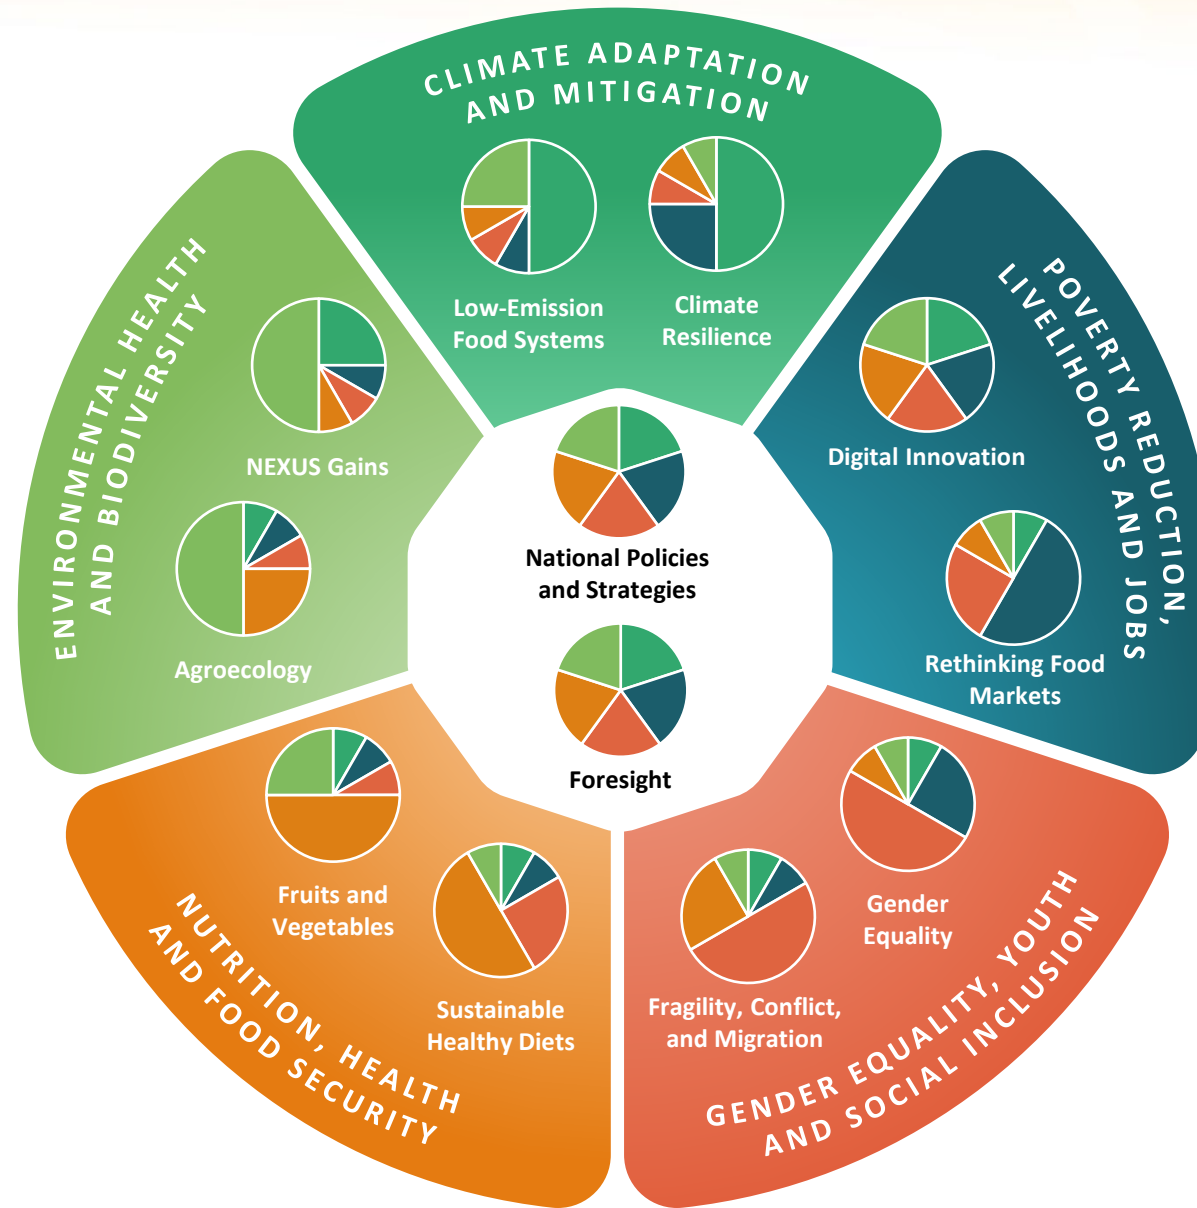 CLIMATE ADAPTATION
AND MITIGATION
Low-Emission
Food Systems
Climate
Resilience
POVERTY REDUCTION,
LIVELIHOODS AND JOBS
Digital Innovation
Rethinking Food
Markets
GENDER EQUALITY, YOUTH
AND SOCIAL INCLUSION
Gender
Equality
Fragility, Conflict,
and Migration
NUTRITION, HEALTH
AND FOOD SECURITY
Sustainable
Healthy Diets
Fruits and
Vegetables
ENVIRONMENTAL HEALTH
AND BIODIVERSITY
NEXUS Gains
Agroecology
National Policies
and Strategies
Foresight